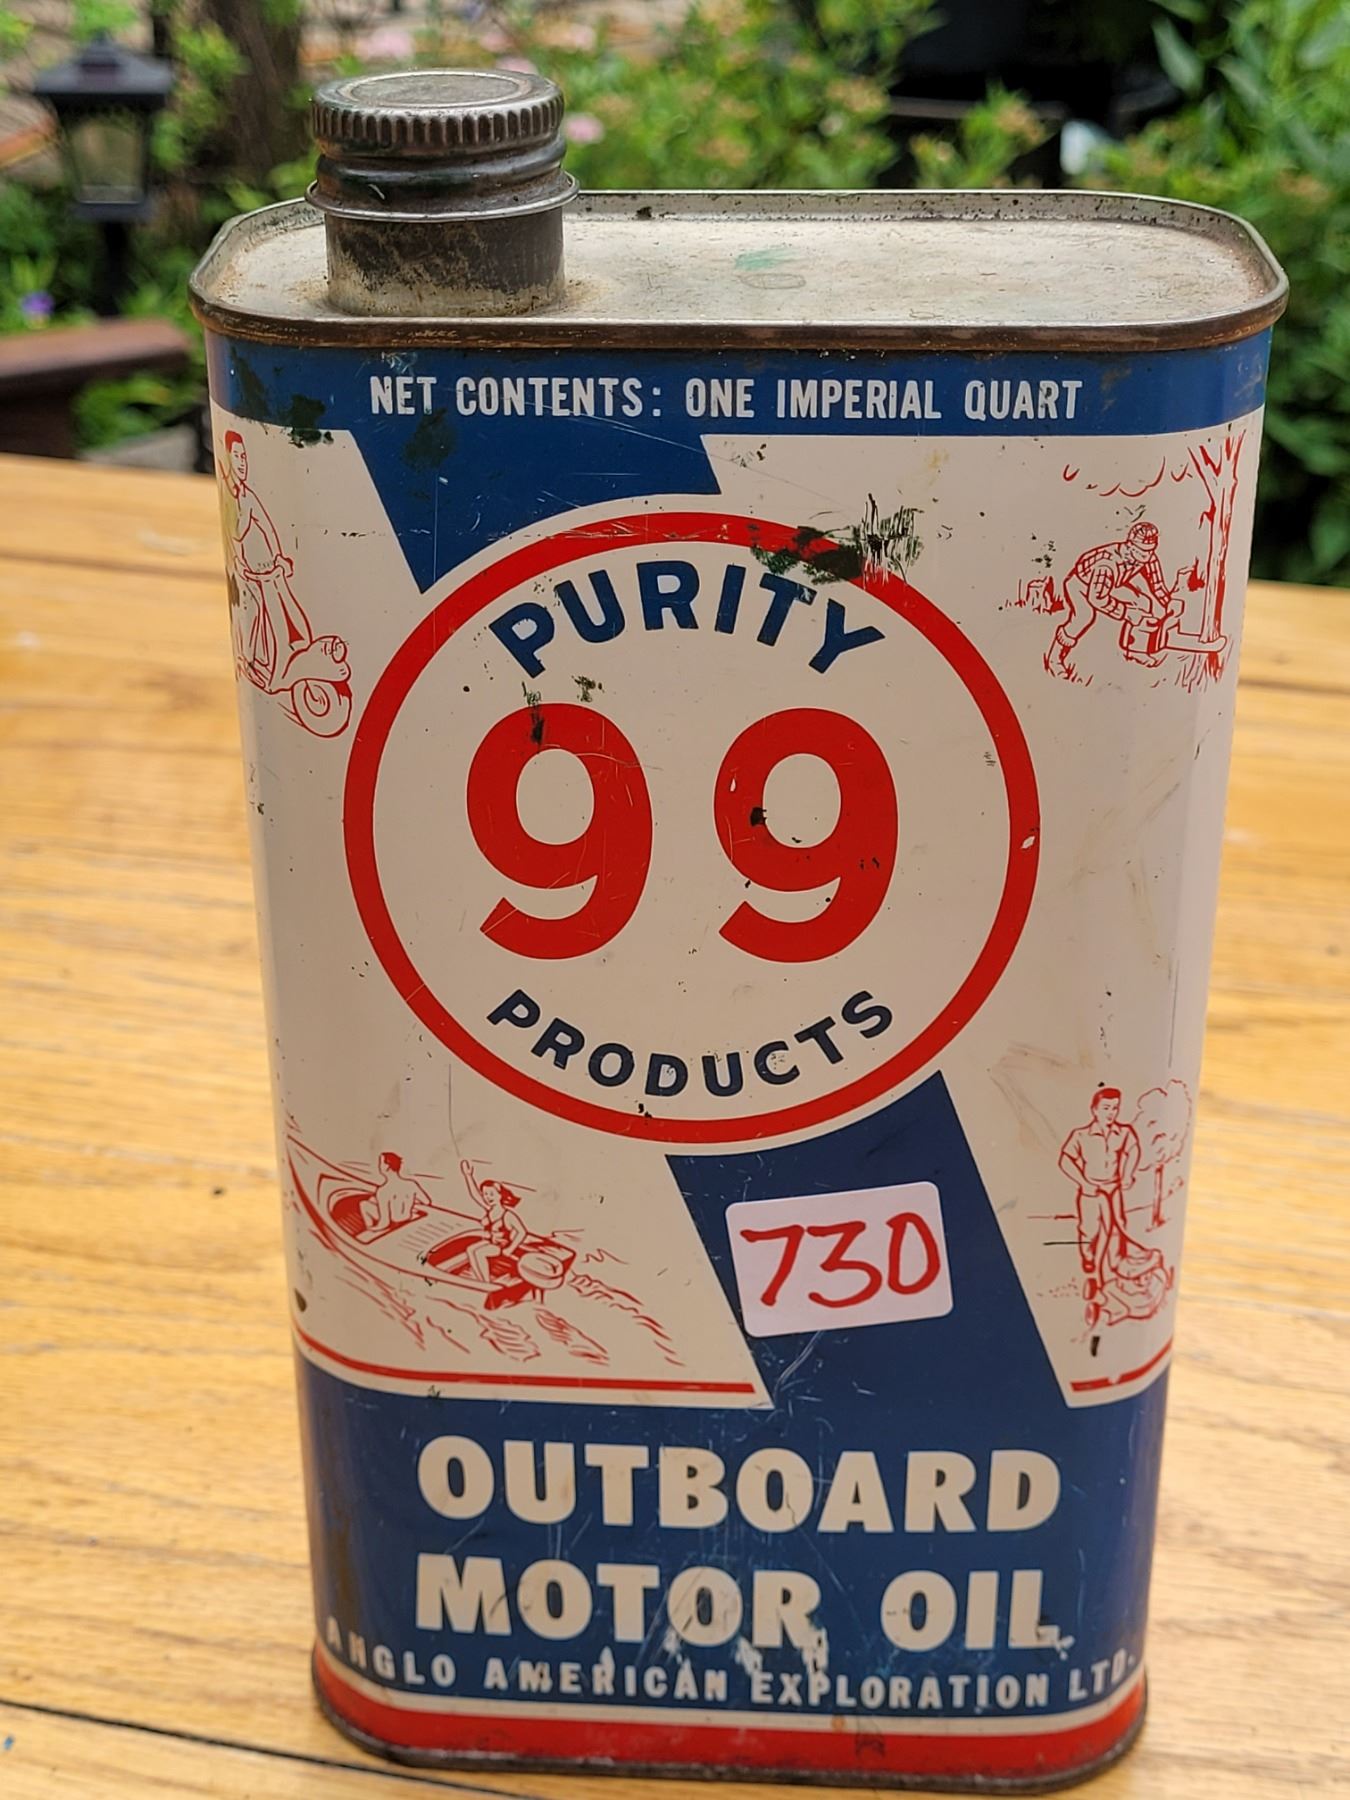 NET CONTENTS: ONE IMPERIAL QUART
PURITY
99
PRODUCTS
730
OUTBOARD
MOTOR OIL
ANGLO AMERICAN EXPLORATION LTD.